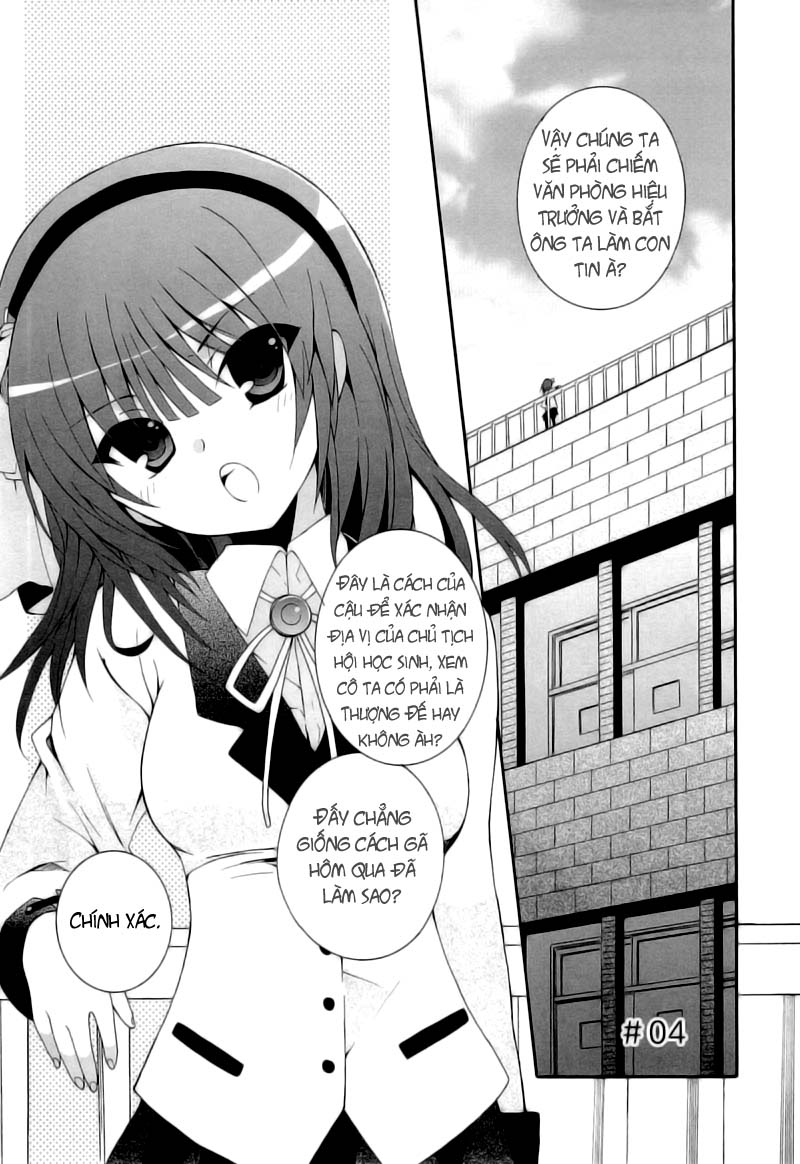 VẬY CHÚNG TA
SẼ PHẢI CHIẾM
VĂN PHÒNG HIỆU
TRƯỞNG VÀ BẮT
ÔNG TA LÀM CON
TIN À?
ĐÂY LÀ CÁCH CỦA
CẬU ĐỂ XÁC NHẬN
ĐỊA VỊ CỦA CHỦ TỊCH
HỘI HỌC SINH, XEM
CÔ TA CÓ PHẢI LÀ
THƯỢNG ĐẾ HAY
KHÔNG ÀH?
ĐẤY CHẲNG
GIỐNG CÁCH GÃ
HÔM QUA ĐÃ
LÀM SAO?
CHÍNH XÁC.
#04